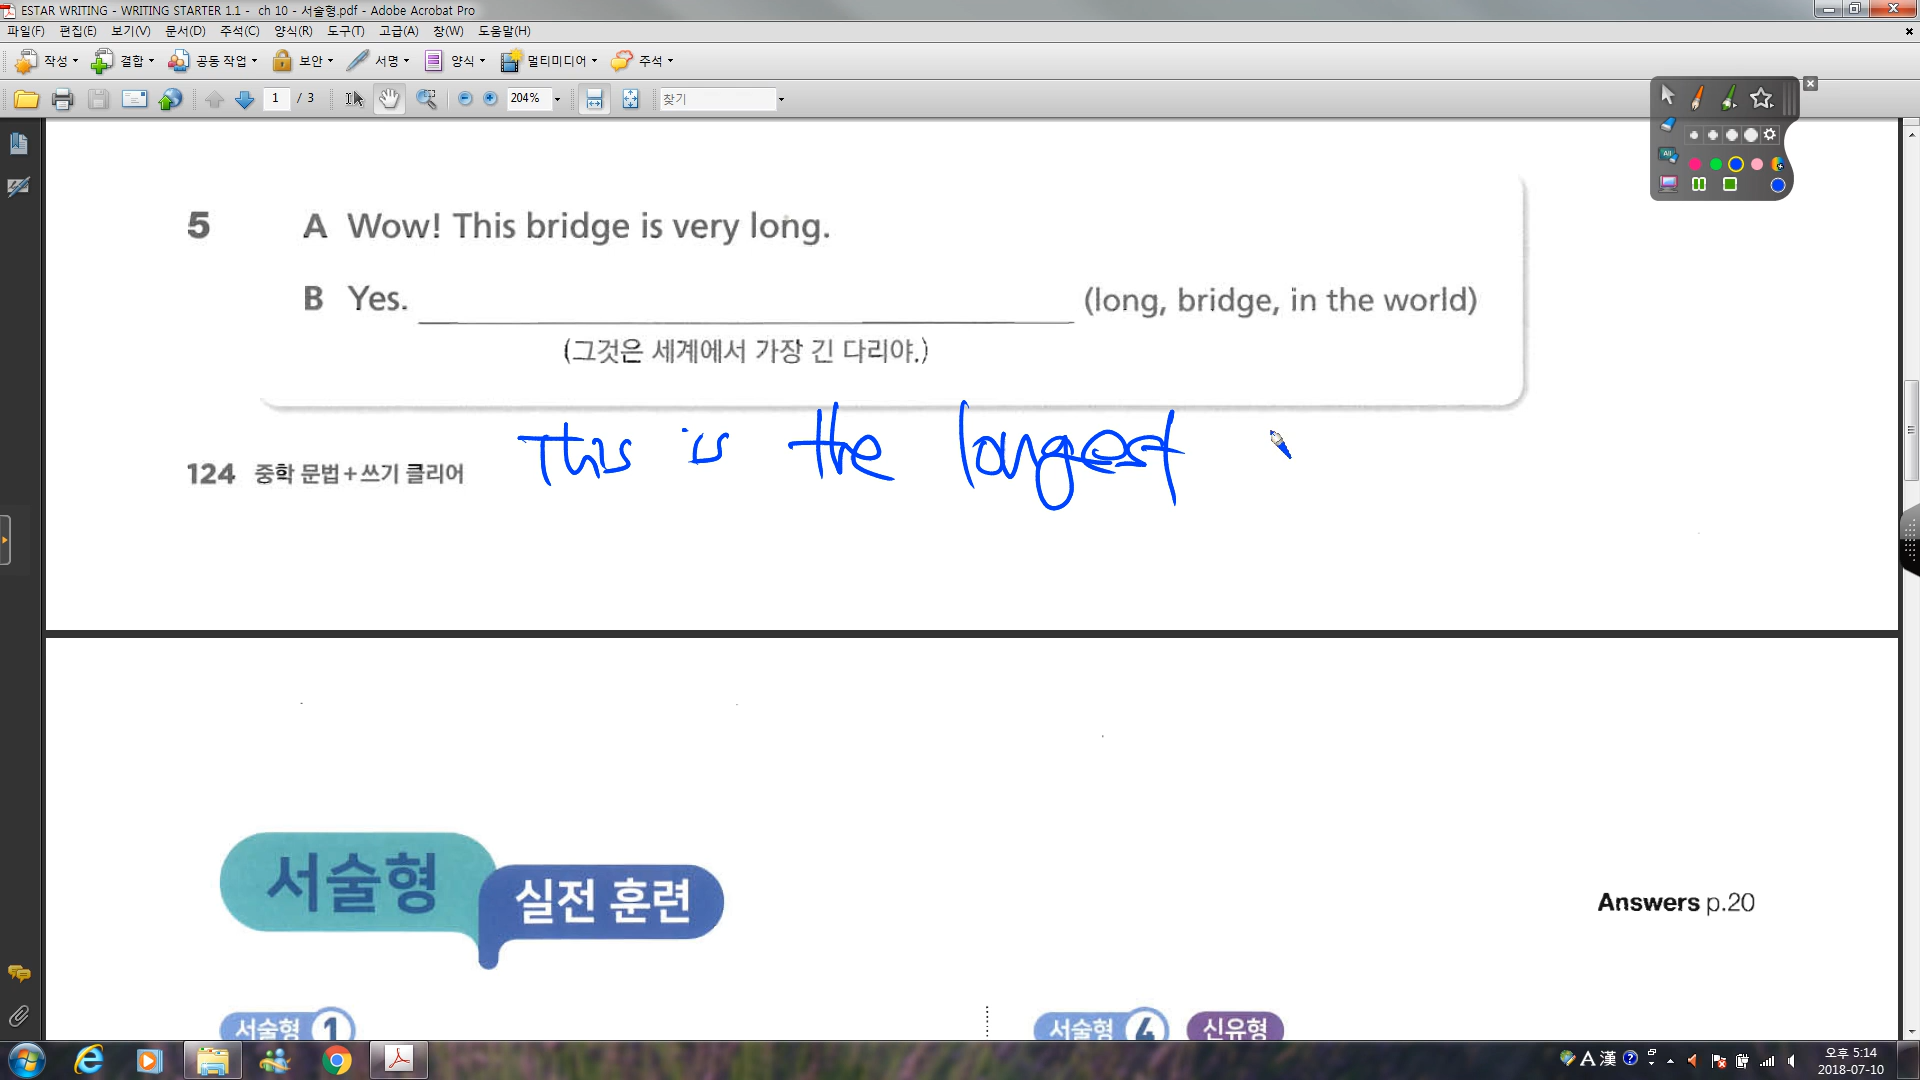 ESTAR WRITING - WRITING STARTER 1.1 - ch 10 - 서술형.pdf - Adobe Acrobat Pro
파일(F) 편집(E) 보기(V) 문서(D) 주석(C) 양식(R) 도구(T) 고급(A) 창(W) 도움말(H)
작성 결합 공동 작업 보안 서명 양식 멀티미디어 주석
1 / 3 204% 찾기
All
5 A Wow! This bridge is very long.
B Yes. (long, bridge, in the world)
(그것은 세계에서 가장 긴 다리야.)
This is the longest
124 중학 문법+쓰기 클리어
서술형 실전 훈련
Answers p.20
서술형 1 서술형 4 신유형
A 漢
오후 5:14
2018-07-10